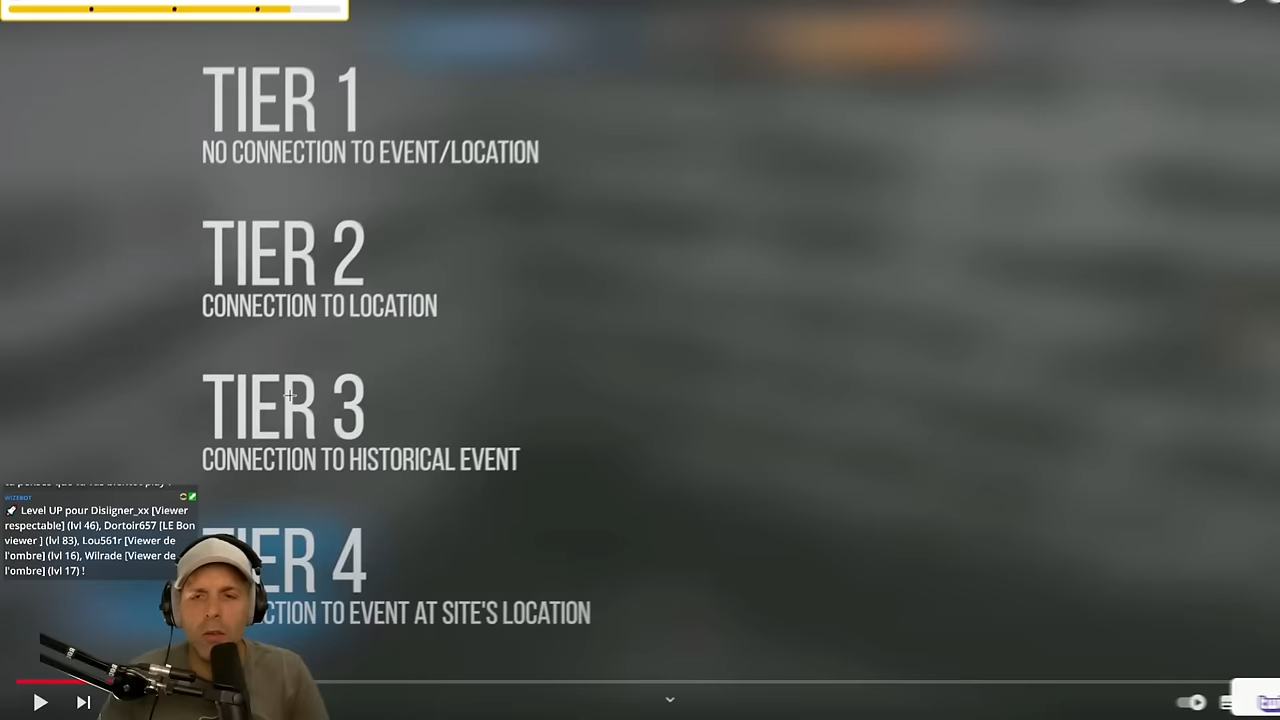 TIER 1
NO CONNECTION TO EVENT/LOCATION
TIER 2
CONNECTION TO LOCATION
TIER 3
CONNECTION TO HISTORICAL EVENT
WIZEBOT
Level UP pour Disiigner_xx [Viewer
respectable] (lvl 46), Dortoir657 [LE Bon
viewer ] (lvl 83), Lou561r [Viewer de
l'ombre] (lvl 16), Wilrade [Viewer de
l'ombre] (lvl 17) !
ER 4
CTION TO EVENT AT SITE'S LOCATION